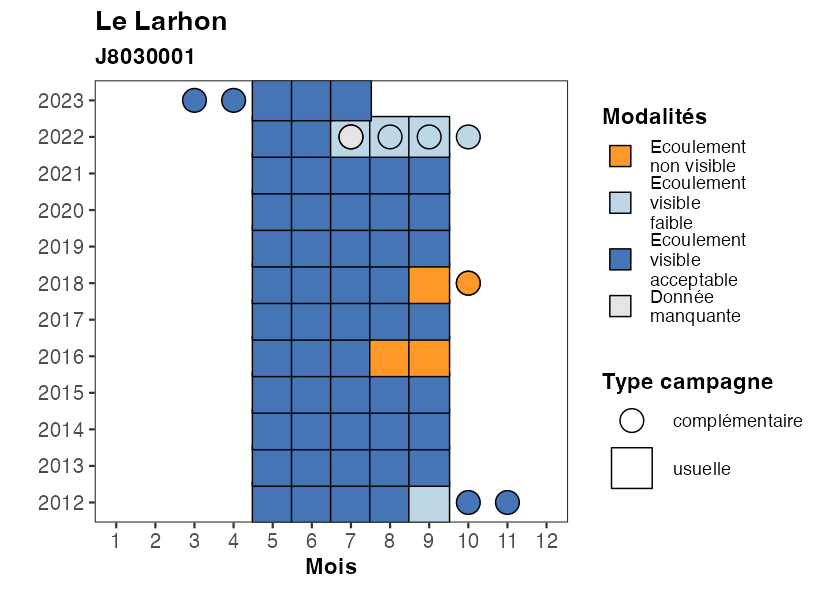 Le Larhon
J8030001
2023
2022
2021
2020
2019
2018
2017
2016
2015
2014
2013
2012
1 2 3 4 5 6 7 8 9 10 11 12
Mois
Modalités
Ecoulement
non visible
Ecoulement
visible
faible
Ecoulement
visible
acceptable
Donnée
manquante
Type campagne
complémentaire
usuelle